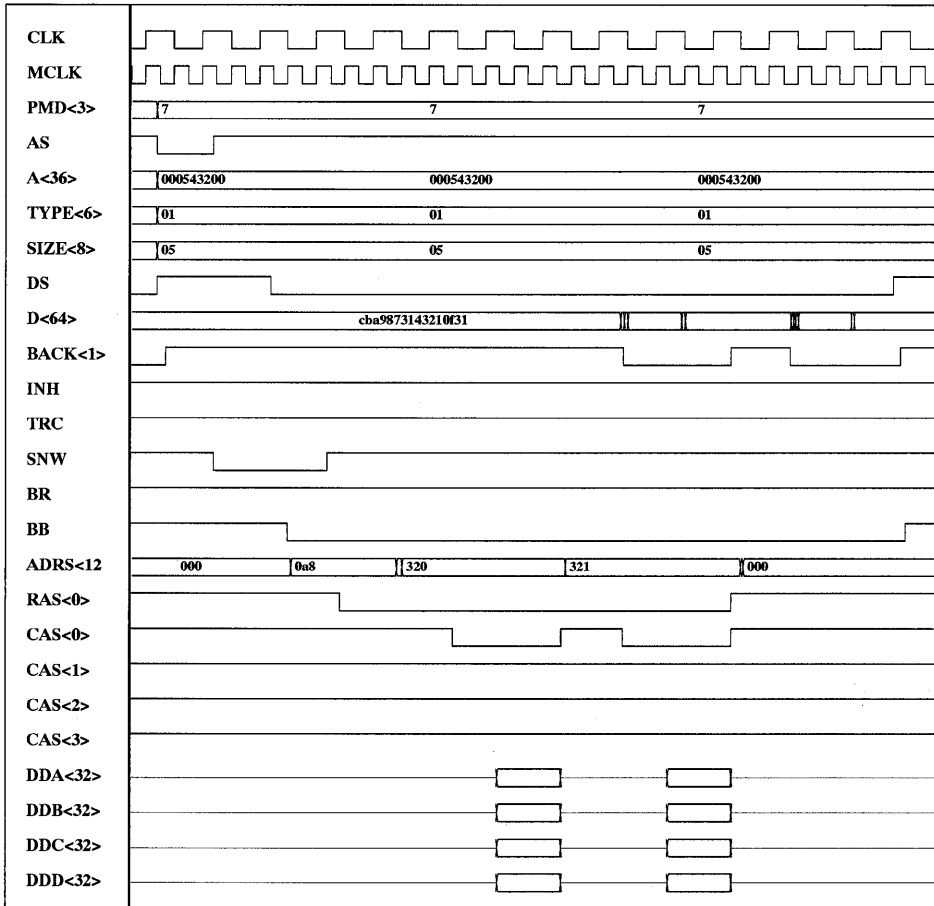 CLK
MCLK
PMD<3> 7 7 7
AS
A<36> 000543200 000543200 000543200
TYPE<6> 01 01 01
SIZE<8> 05 05 05
DS
D<64> cba9873143210f31
BACK<1>
INH
TRC
SNW
BR
BB
ADRS<12 000 0a8 320 321 000
RAS<0>
CAS<0>
CAS<1>
CAS<2>
CAS<3>
DDA<32>
DDB<32>
DDC<32>
DDD<32>